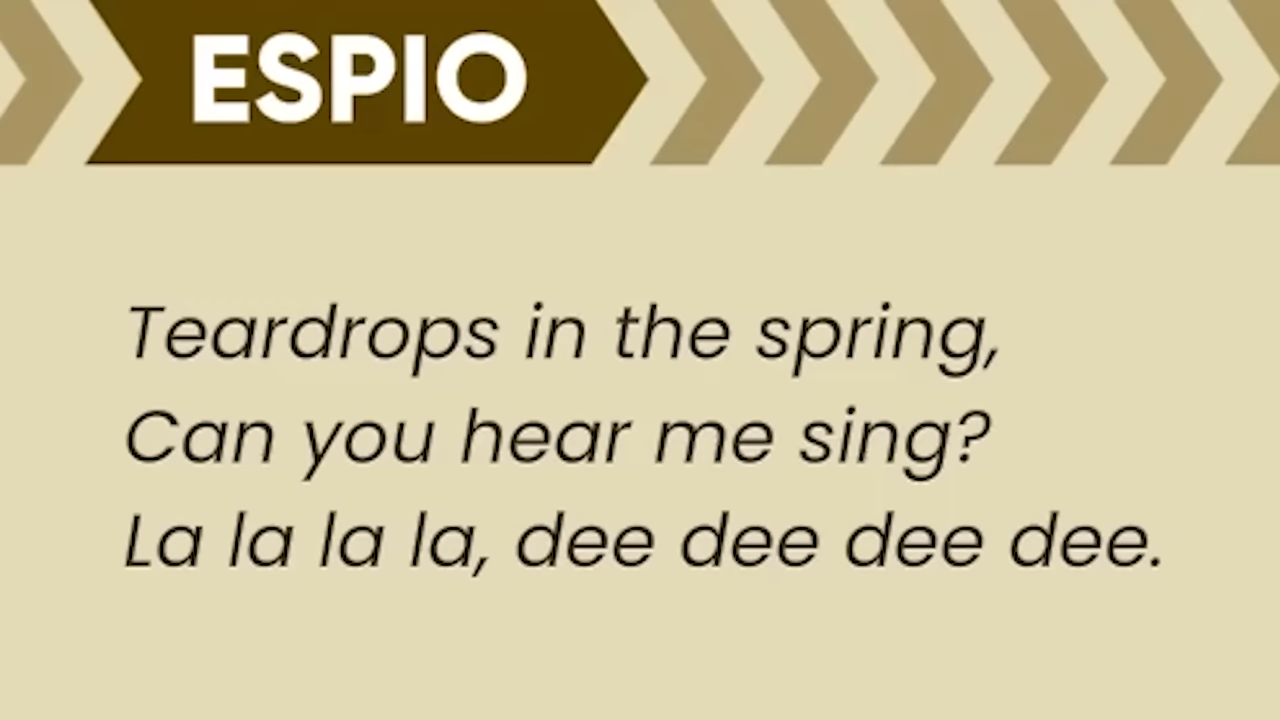 ESPIO
Teardrops in the spring,
Can you hear me sing?
La la la la, dee dee dee dee.